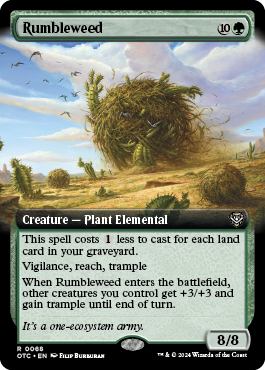 Rumbleweed 10
Creature — Plant Elemental
This spell costs 1 less to cast for each land
card in your graveyard.
Vigilance, reach, trample
When Rumbleweed enters the battlefield,
other creatures you control get +3/+3 and
gain trample until end of turn.
It's a one-ecosystem army.
8/8
R 0068
OTC • EN Filip Burburan
™ & © 2024 Wizards of the Coast